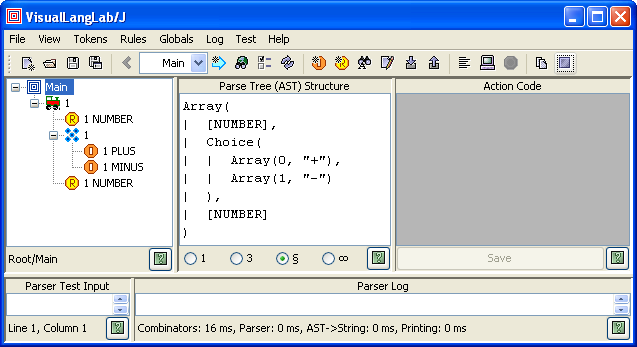 VisualLangLab/J
File View Tokens Rules Globals Log Test Help
Main
Main
1
R 1 NUMBER
1
1 PLUS
1 MINUS
R 1 NUMBER
Root/Main
Parse Tree (AST) Structure
Array(
|  [NUMBER],
|  Choice(
|  |  Array(0, "+"),
|  |  Array(1, "-")
|  ),
|  [NUMBER]
)
1 3 § ∞
Action Code
Save
Parser Test Input
Line 1, Column 1
Parser Log
Combinators: 16 ms, Parser: 0 ms, AST->String: 0 ms, Printing: 0 ms